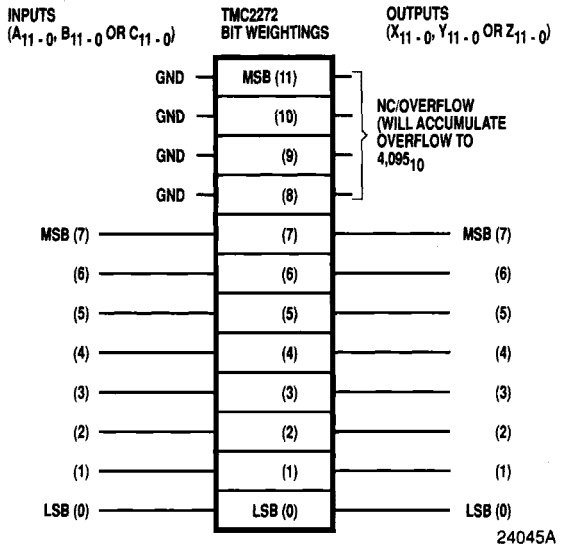 INPUTS
(A11 - 0, B11 - 0 OR C11 - 0)
TMC2272
BIT WEIGHTINGS
OUTPUTS
(X11 - 0, Y11 - 0 OR Z11 - 0)
GND MSB (11)
GND (10)
GND (9)
GND (8)
NC/OVERFLOW
(WILL ACCUMULATE
OVERFLOW TO
4,09510
MSB (7) (7) MSB (7)
(6) (6) (6)
(5) (5) (5)
(4) (4) (4)
(3) (3) (3)
(2) (2) (2)
(1) (1) (1)
LSB (0) LSB (0) LSB (0)
24045A